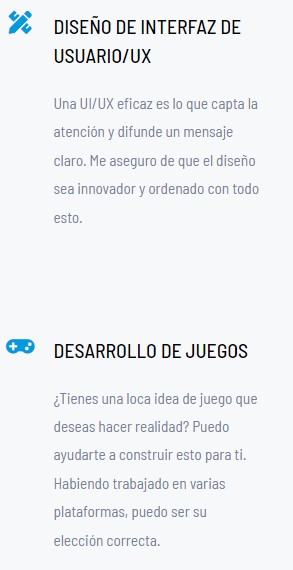 DISEÑO DE INTERFAZ DE
USUARIO/UX
Una UI/UX eficaz es lo que capta la
atención y difunde un mensaje
claro. Me aseguro de que el diseño
sea innovador y ordenado con todo
esto.
DESARROLLO DE JUEGOS
¿Tienes una loca idea de juego que
deseas hacer realidad? Puedo
ayudarte a construir esto para ti.
Habiendo trabajado en varias
plataformas, puedo ser su
elección correcta.